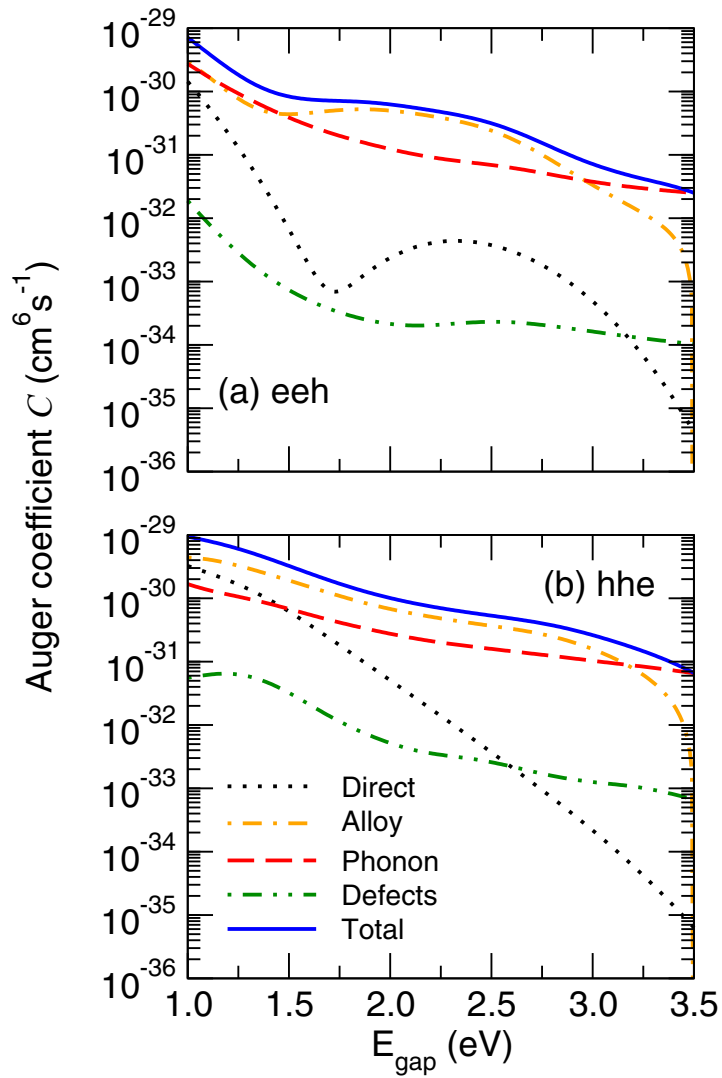 Auger coefficient C (cm⁶s⁻¹)
10⁻²⁹
10⁻³⁰
10⁻³¹
10⁻³²
10⁻³³
10⁻³⁴
10⁻³⁵
10⁻³⁶
(a) eeh
10⁻²⁹
10⁻³⁰
10⁻³¹
10⁻³²
10⁻³³
10⁻³⁴
10⁻³⁵
10⁻³⁶
(b) hhe
Direct
Alloy
Phonon
Defects
Total
1.0 1.5 2.0 2.5 3.0 3.5
E_gap (eV)